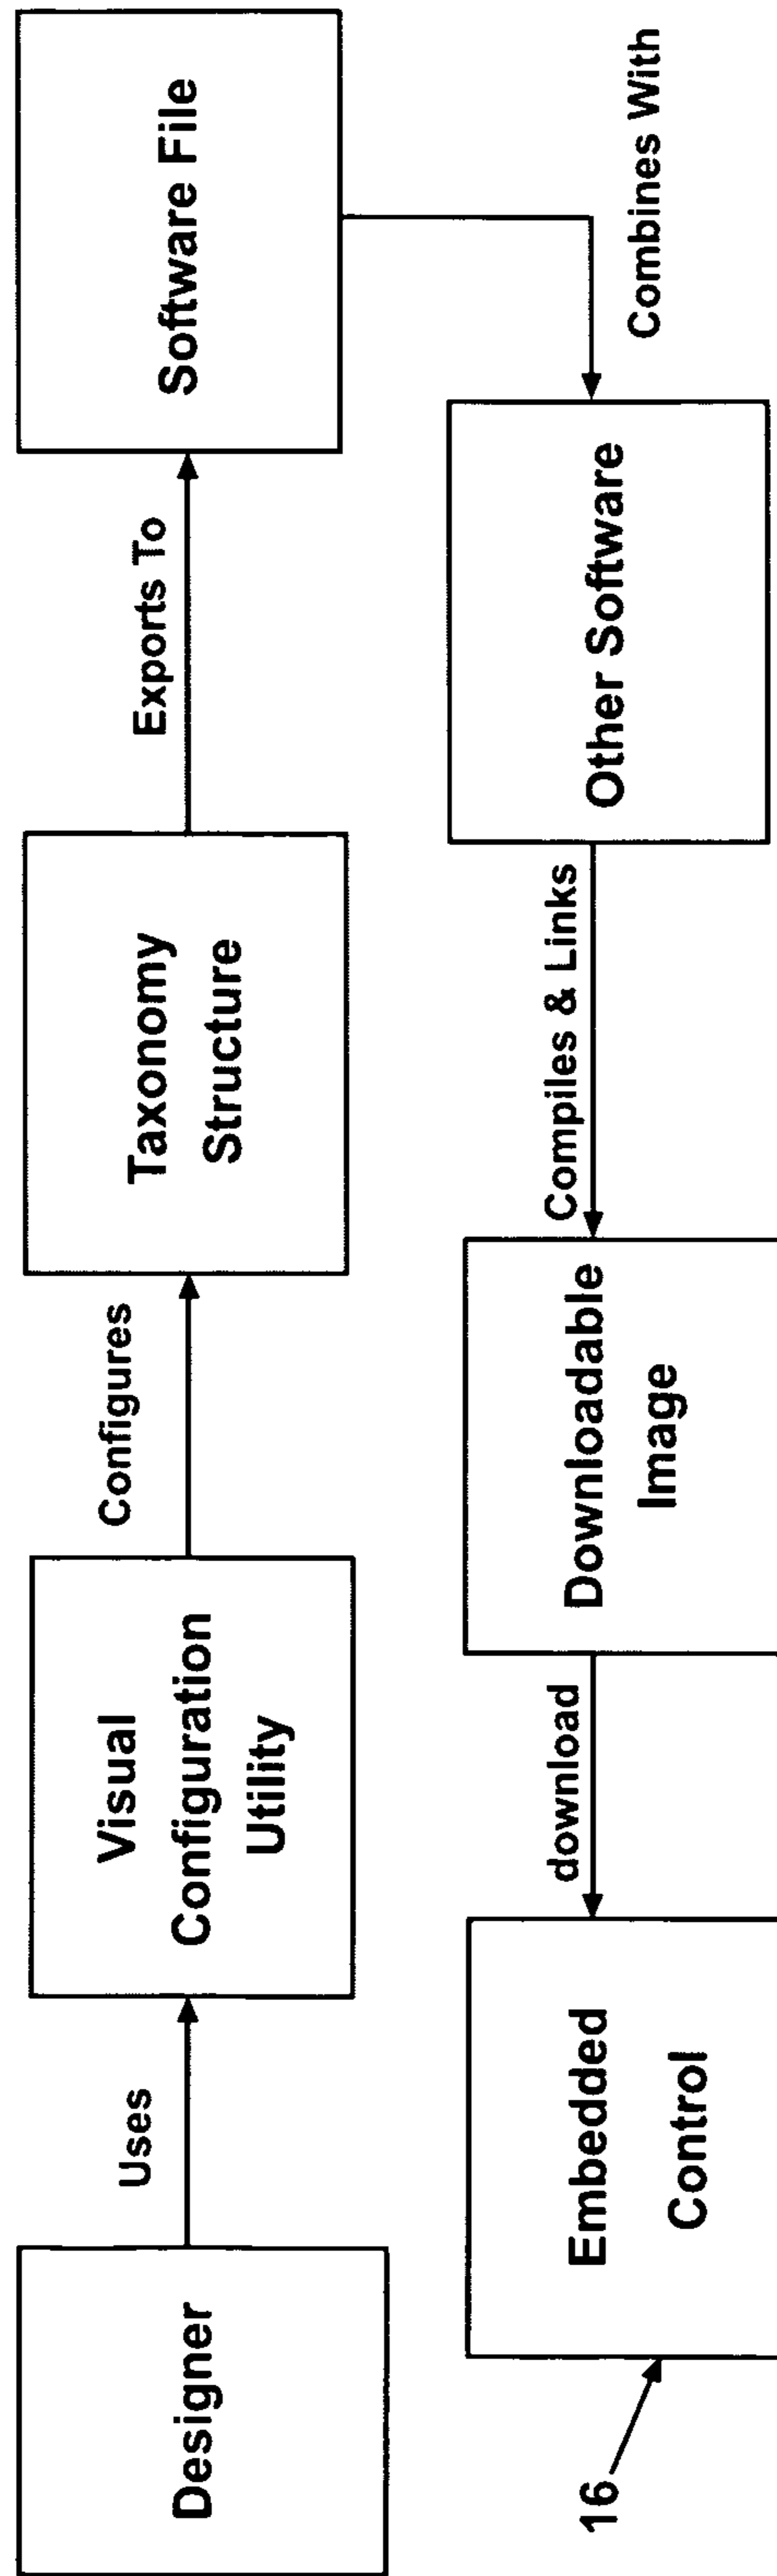 Designer
Uses
Visual
Configuration
Utility
Configures
Taxonomy
Structure
Exports To
Software File
Combines With
Other Software
Compiles & Links
Downloadable
Image
download
Embedded
Control
16